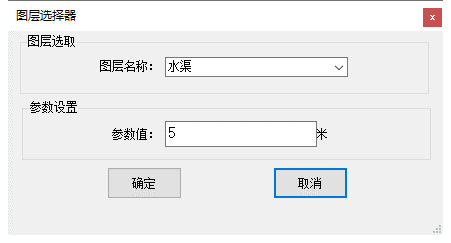 图层选择器
x
图层选取
图层名称： 水渠
参数设置
参数值： 5 米
确定 取消